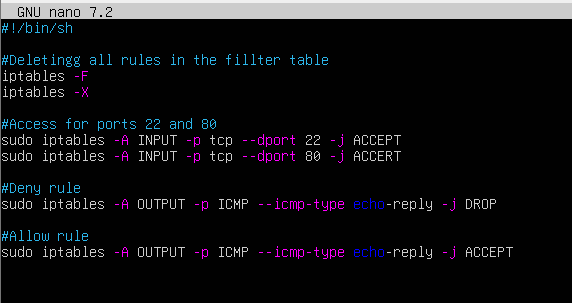 GNU nano 7.2
#!/bin/sh
#Deletingg all rules in the fillter table
iptables -F
iptables -X
#Access for ports 22 and 80
sudo iptables -A INPUT -p tcp --dport 22 -j ACCEPT
sudo iptables -A INPUT -p tcp --dport 80 -j ACCERT
#Deny rule
sudo iptables -A OUTPUT -p ICMP --icmp-type echo-reply -j DROP
#Allow rule
sudo iptables -A OUTPUT -p ICMP --icmp-type echo-reply -j ACCEPT